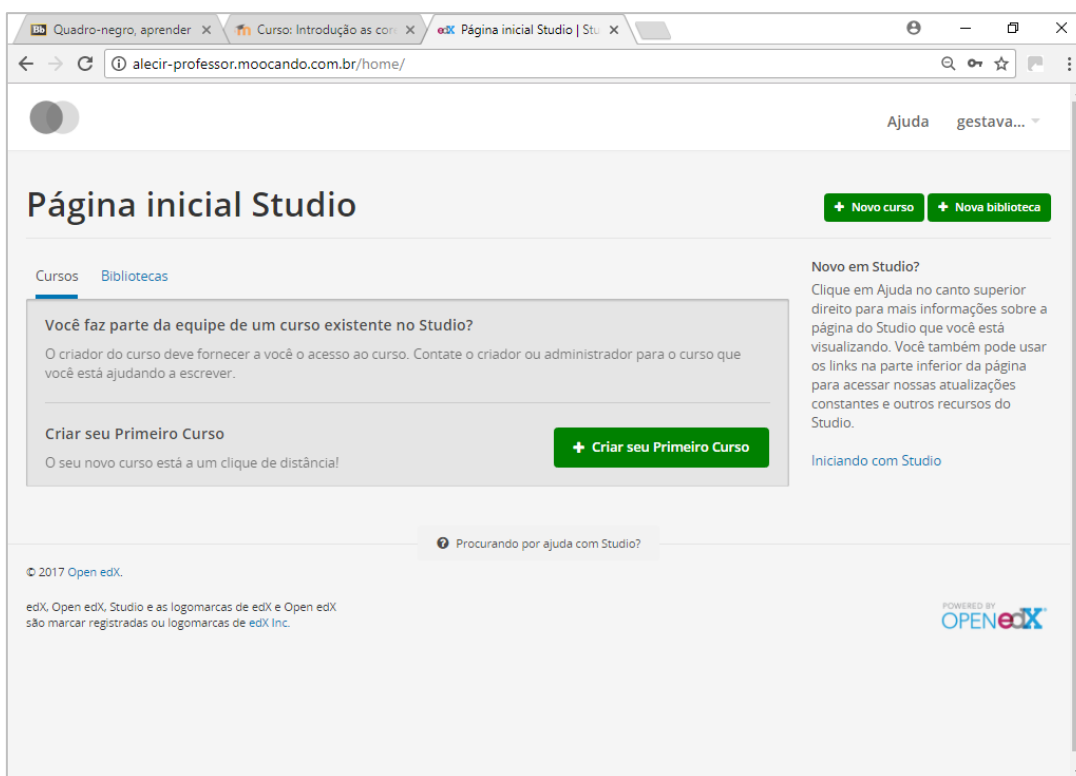 Quadro-negro, aprender
Curso: Introdução as con
edX Página inicial Studio | Stu
alecir-professor.moocando.com.br/home/
Ajuda gestava...
Página inicial Studio
+ Novo curso
+ Nova biblioteca
Cursos Bibliotecas
Você faz parte da equipe de um curso existente no Studio?
O criador do curso deve fornecer a você o acesso ao curso. Contate o criador ou administrador para o curso que
você está ajudando a escrever.
Criar seu Primeiro Curso
O seu novo curso está a um clique de distância!
+ Criar seu Primeiro Curso
Novo em Studio?
Clique em Ajuda no canto superior
direito para mais informações sobre a
página do Studio que você está
visualizando. Você também pode usar
os links na parte inferior da página
para acessar nossas atualizações
constantes e outros recursos do
Studio.
Iniciando com Studio
Procurando por ajuda com Studio?
© 2017 Open edX.
edX, Open edX, Studio e as logomarcas de edX e Open edX
são marcar registradas ou logomarcas de edX Inc.
POWERED BY
OPEN edX